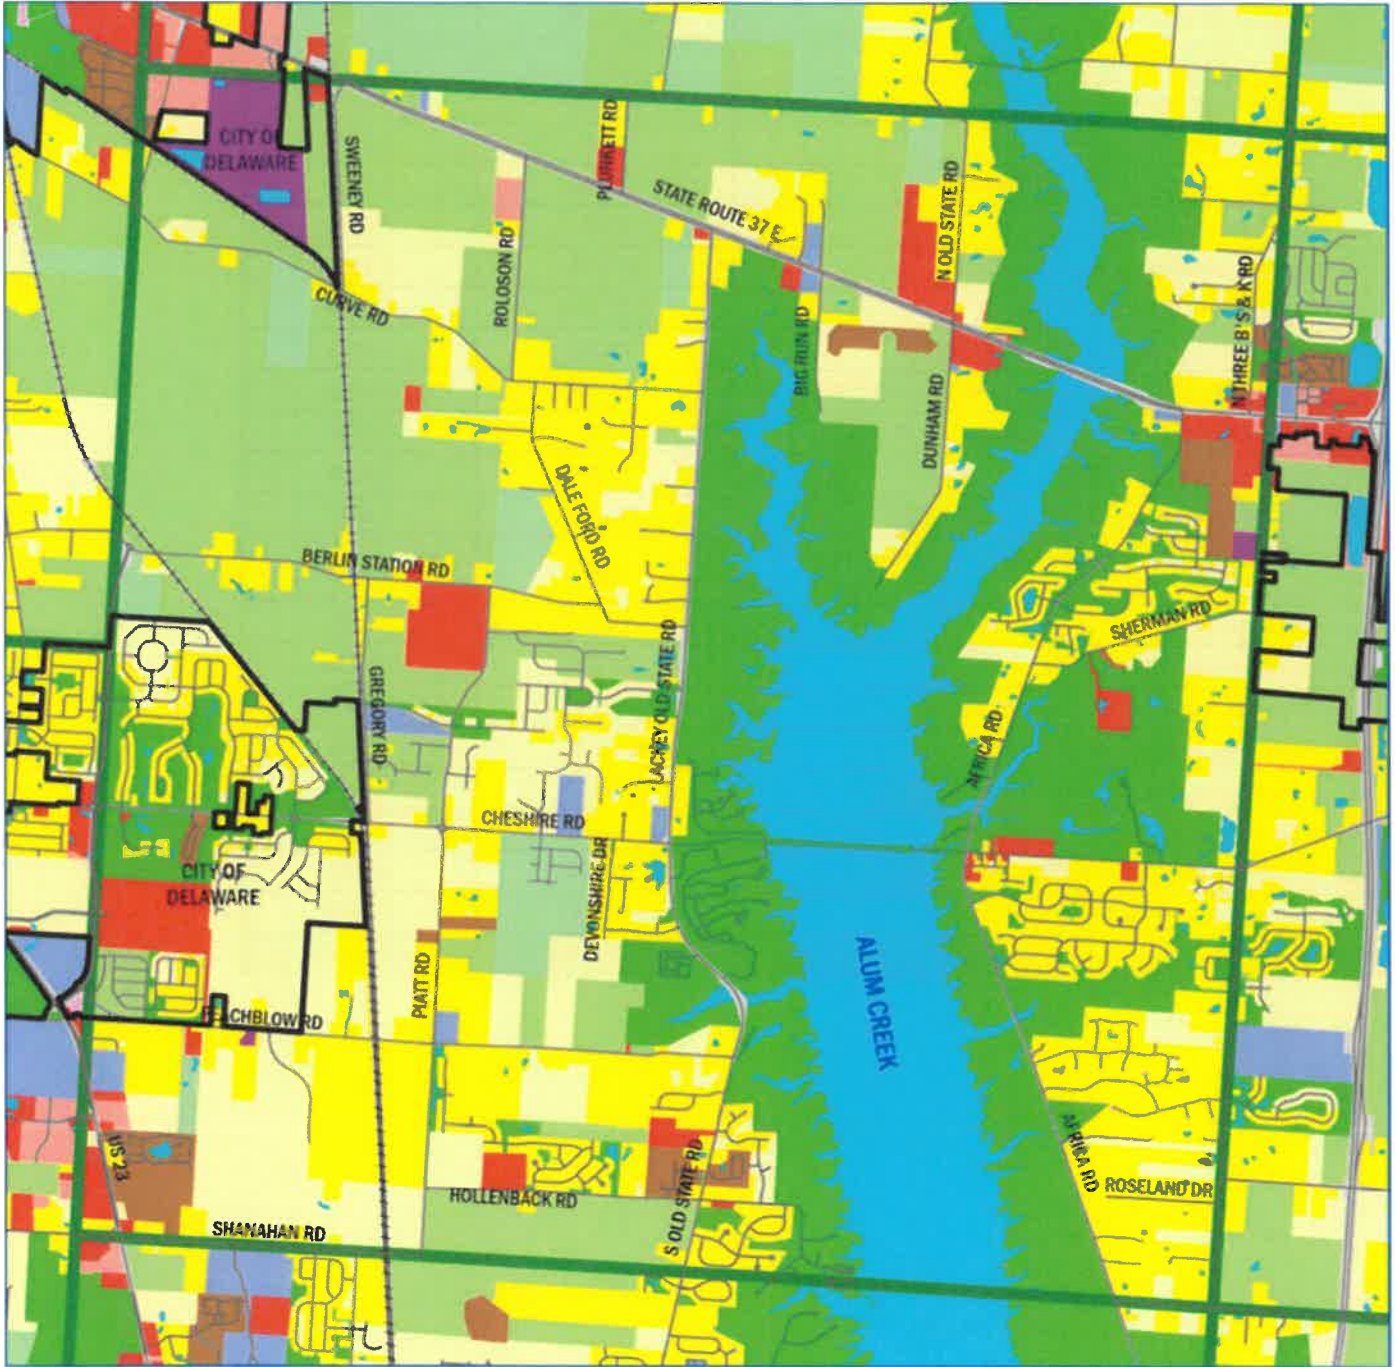 CITY OF
DELAWARE
SWEENEY RD
PLUNKETT RD
STATE ROUTE 37 E
N OLD STATE RD
ROLOSON RD
CURVE RD
N THREE B'S & K RD
BIG RUN RD
DUNHAM RD
DALE FORD RD
BERLIN STATION RD
SHERMAN RD
LACKEY OLD STATE RD
GREGORY RD
AFRICA RD
CHESHIRE RD
DEVONSHIRE DR
CITY OF
DELAWARE
PIATT RD
ALUM CREEK
PEACHBLOW RD
US 23
AFRICA RD
ROSELAND DR
HOLLENBACK RD
S OLD STATE RD
SHANAHAN RD